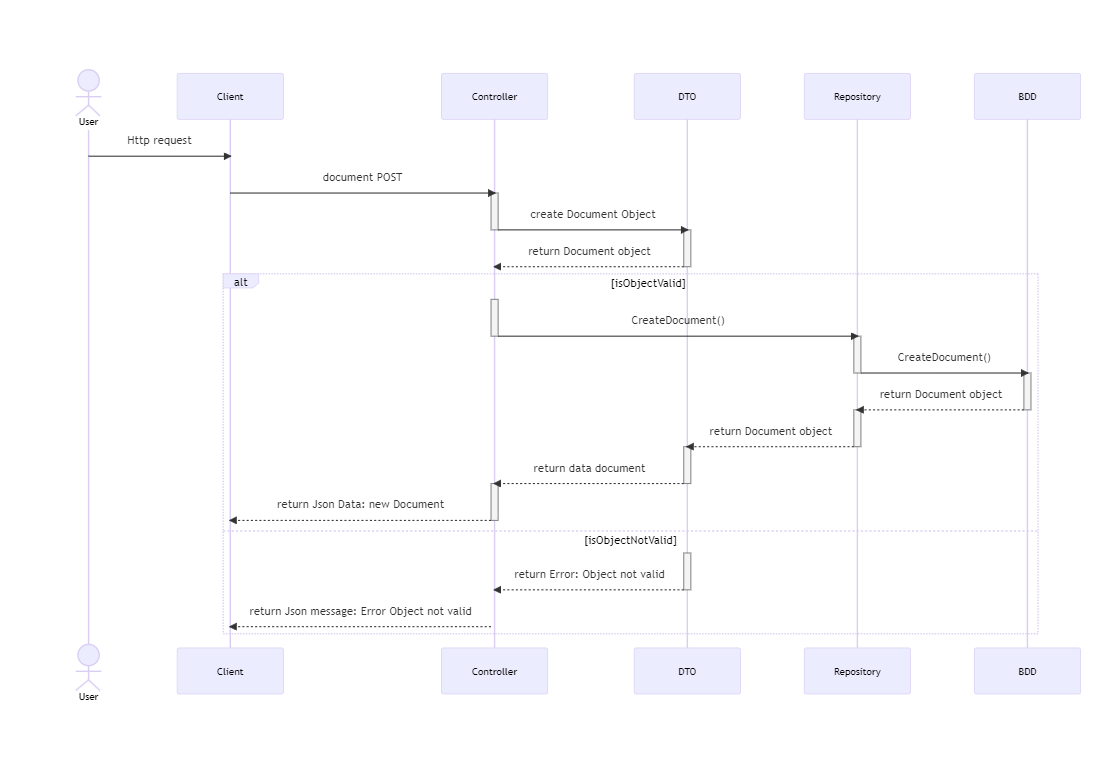 User
Client
Controller
DTO
Repository
BDD
Http request
document POST
create Document Object
return Document object
alt
[isObjectValid]
CreateDocument()
CreateDocument()
return Document object
return Document object
return data document
return Json Data: new Document
[isObjectNotValid]
return Error: Object not valid
return Json message: Error Object not valid
User
Client
Controller
DTO
Repository
BDD